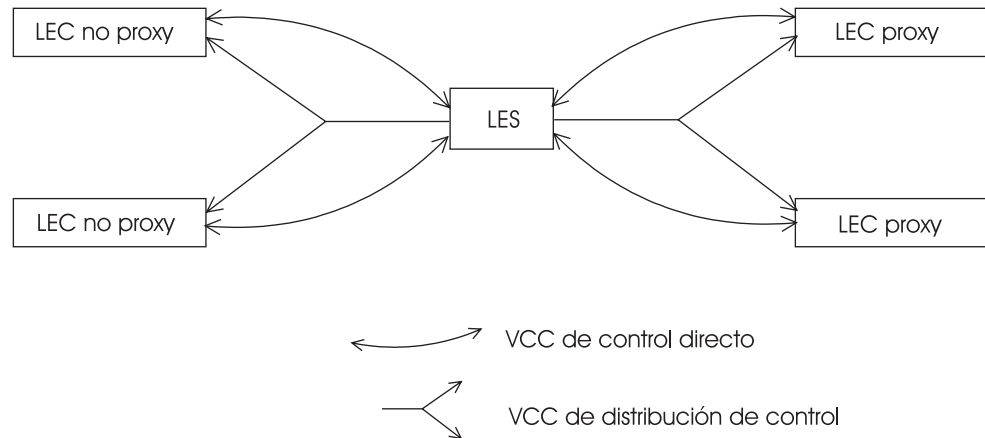 LEC no proxy
LEC proxy
LES
LEC no proxy
LEC proxy
VCC de control directo
VCC de distribución de control